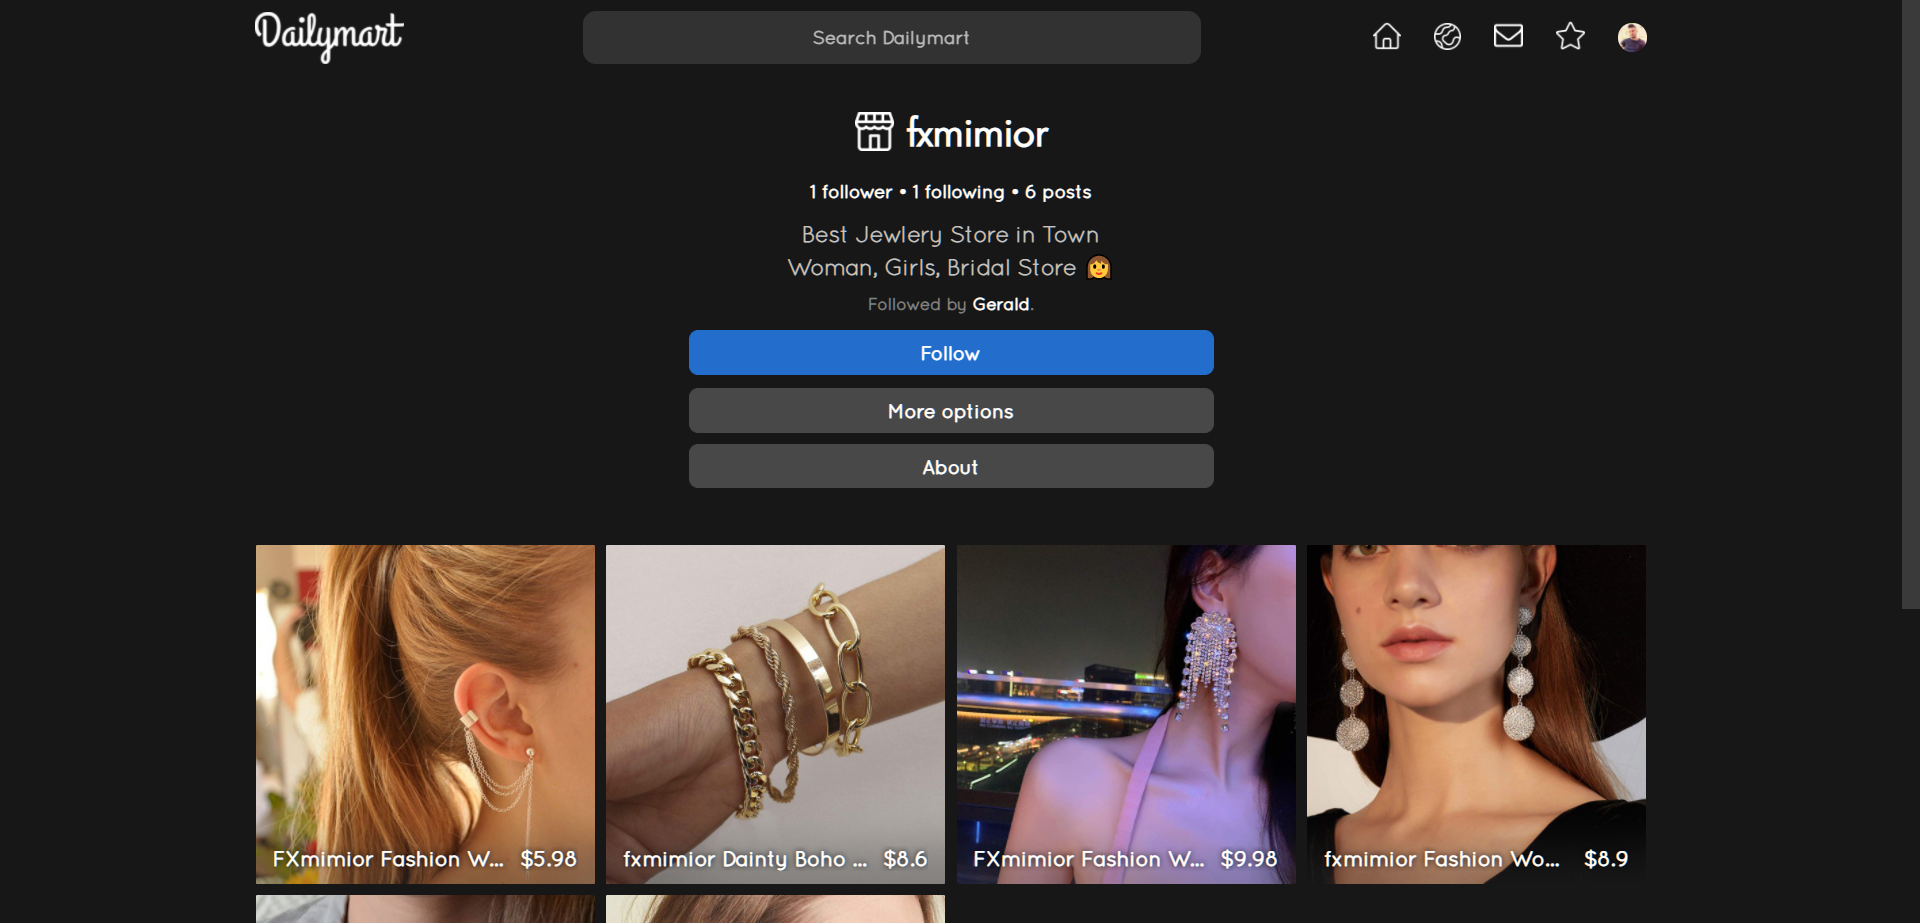 Dailymart
Search Dailymart
fxmimior
1 follower • 1 following • 6 posts
Best Jewlery Store in Town
Woman, Girls, Bridal Store 👩
Followed by Gerald.
Follow
More options
About
FXmimior Fashion W... $5.98
fxmimior Dainty Boho ... $8.6
FXmimior Fashion W... $9.98
fxmimior Fashion Wo... $8.9